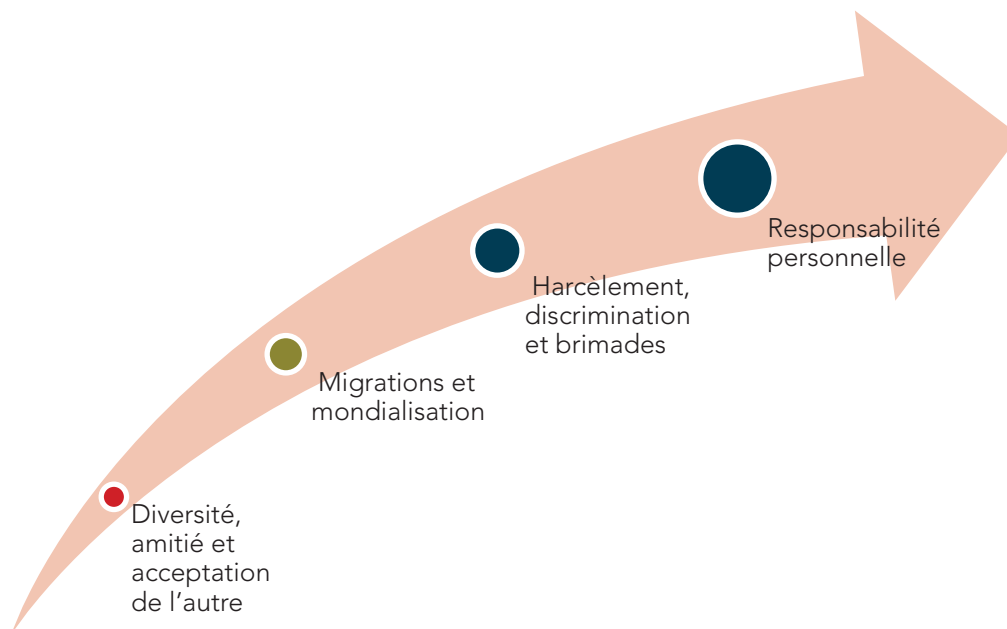 Responsabilité
personnelle
Harcèlement,
discrimination
et brimades
Migrations et
mondialisation
Diversité,
amitié et
acceptation
de l’autre